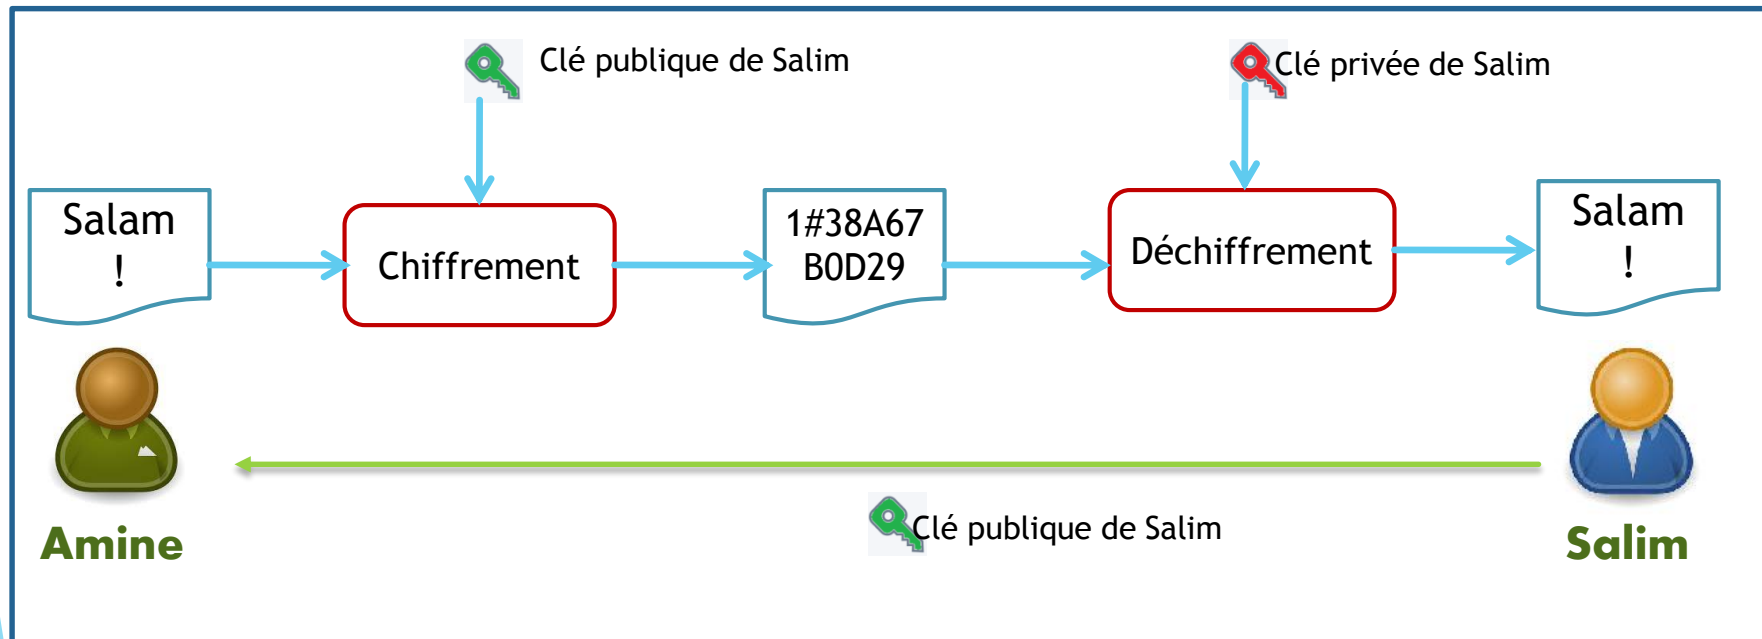 Clé publique de Salim
Clé privée de Salim
Salam
!
Chiffrement
1#38A67
B0D29
Déchiffrement
Salam
!
Clé publique de Salim
Amine
Salim